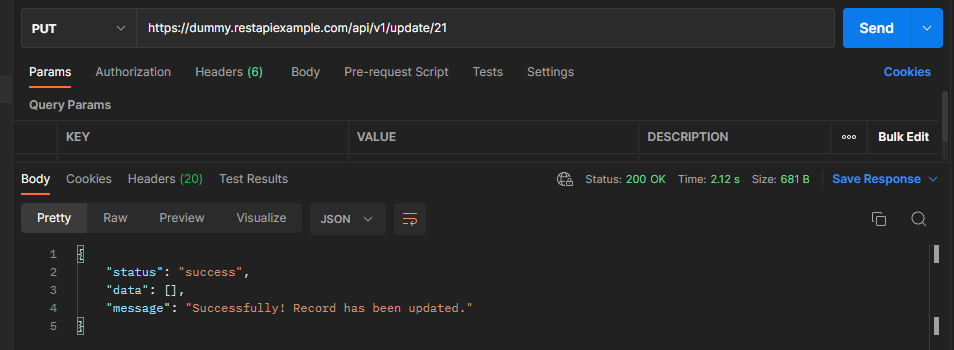 PUT https://dummy.restapiexample.com/api/v1/update/21 Send
Params Authorization Headers (6) Body Pre-request Script Tests Settings Cookies
Query Params
KEY VALUE DESCRIPTION ooo Bulk Edit
Body Cookies Headers (20) Test Results Status: 200 OK Time: 2.12 s Size: 681 B Save Response
Pretty Raw Preview Visualize JSON
1 {
2 "status": "success",
3 "data": [],
4 "message": "Successfully! Record has been updated."
5 }